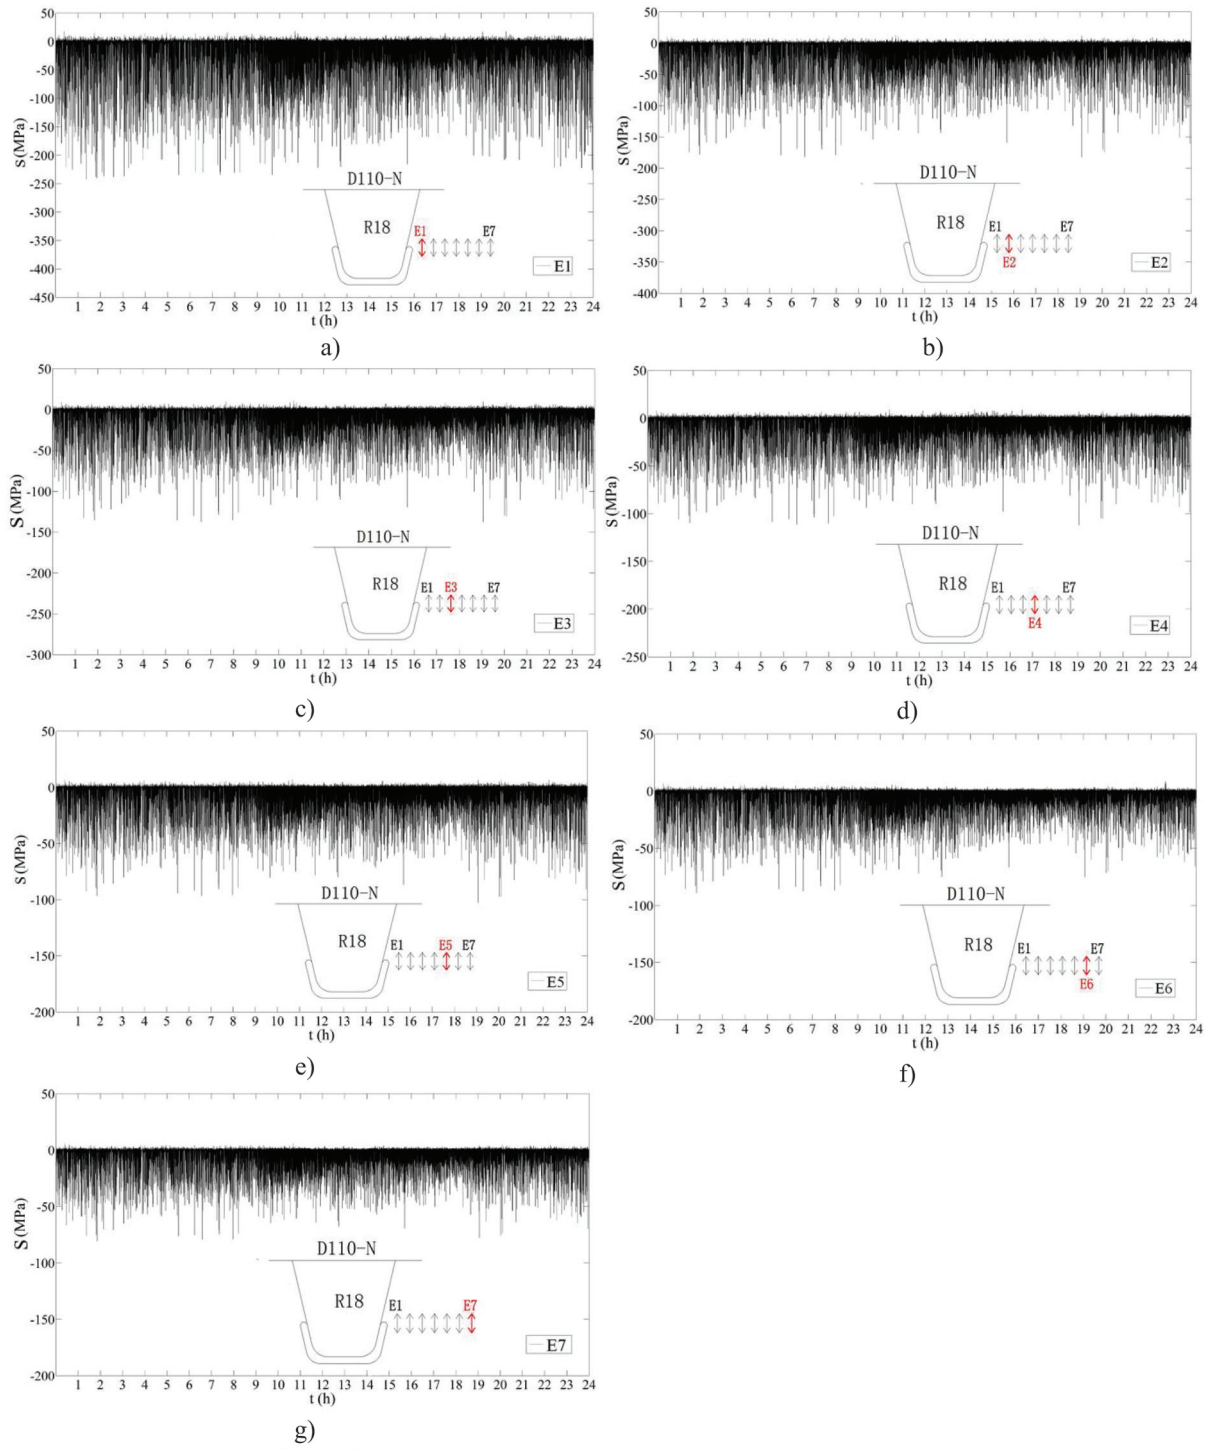 50
0
-50
-100
-150
-200
-250
-300
-350
-400
-450
S(MPa)
D110-N
R18
E1 E7
E1
1 2 3 4 5 6 7 8 9 10 11 12 13 14 15 16 17 18 19 20 21 22 23 24
t (h)
a)
50
0
-50
-100
-150
-200
-250
-300
-350
-400
S(MPa)
D110-N
R18
E1 E7
E2
E2
1 2 3 4 5 6 7 8 9 10 11 12 13 14 15 16 17 18 19 20 21 22 23 24
t (h)
b)
50
0
-50
-100
-150
-200
-250
-300
S(MPa)
D110-N
R18
E1 E3 E7
E3
1 2 3 4 5 6 7 8 9 10 11 12 13 14 15 16 17 18 19 20 21 22 23 24
t (h)
c)
50
0
-50
-100
-150
-200
-250
S(MPa)
D110-N
R18
E1 E7
E4
E4
1 2 3 4 5 6 7 8 9 10 11 12 13 14 15 16 17 18 19 20 21 22 23 24
t (h)
d)
50
0
-50
-100
-150
-200
S(MPa)
D110-N
R18
E1 E5 E7
E5
1 2 3 4 5 6 7 8 9 10 11 12 13 14 15 16 17 18 19 20 21 22 23 24
t (h)
e)
50
0
-50
-100
-150
-200
S(MPa)
D110-N
R18
E1 E7
E6
E6
1 2 3 4 5 6 7 8 9 10 11 12 13 14 15 16 17 18 19 20 21 22 23 24
t (h)
f)
50
0
-50
-100
-150
-200
S(MPa)
D110-N
R18
E1 E7
E7
1 2 3 4 5 6 7 8 9 10 11 12 13 14 15 16 17 18 19 20 21 22 23 24
t (h)
g)